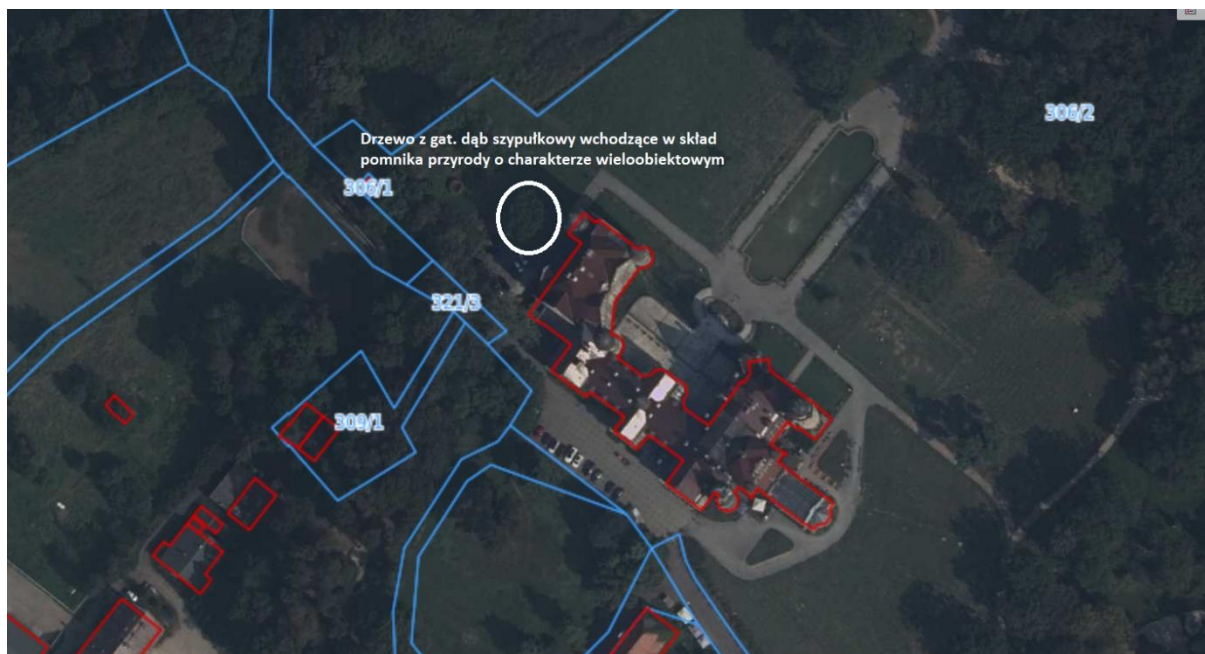 306/2
Drzewo z gat. dąb szypułkowy wchodzące w skład
pomnika przyrody o charakterze wieloobiektowym
306/1
321/3
309/1